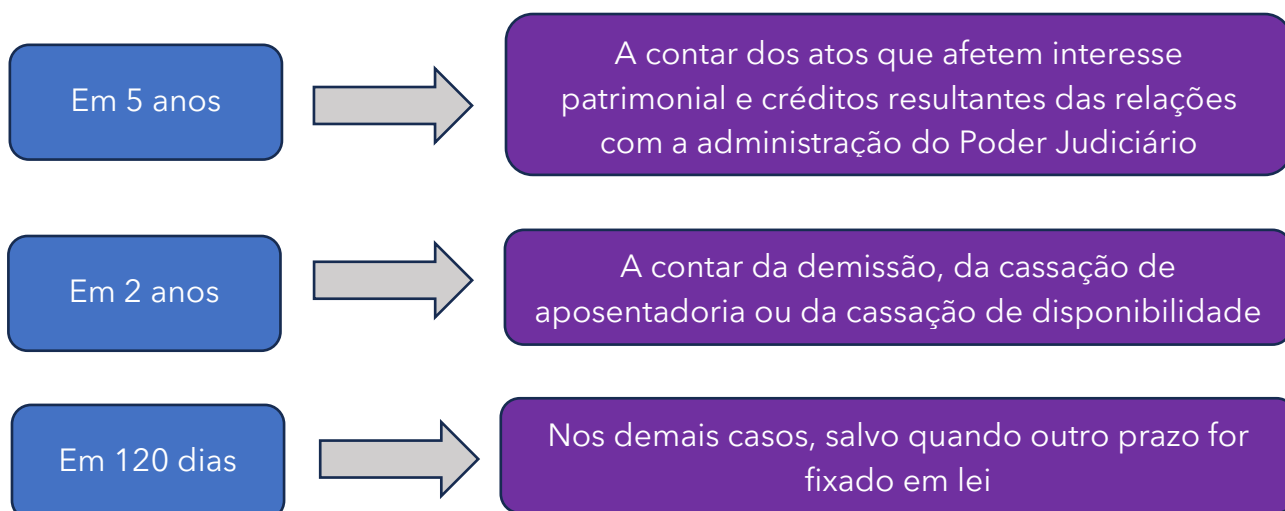 Em 5 anos
A contar dos atos que afetem interesse
patrimonial e créditos resultantes das relações
com a administração do Poder Judiciário
Em 2 anos
A contar da demissão, da cassação de
aposentadoria ou da cassação de disponibilidade
Em 120 dias
Nos demais casos, salvo quando outro prazo for
fixado em lei